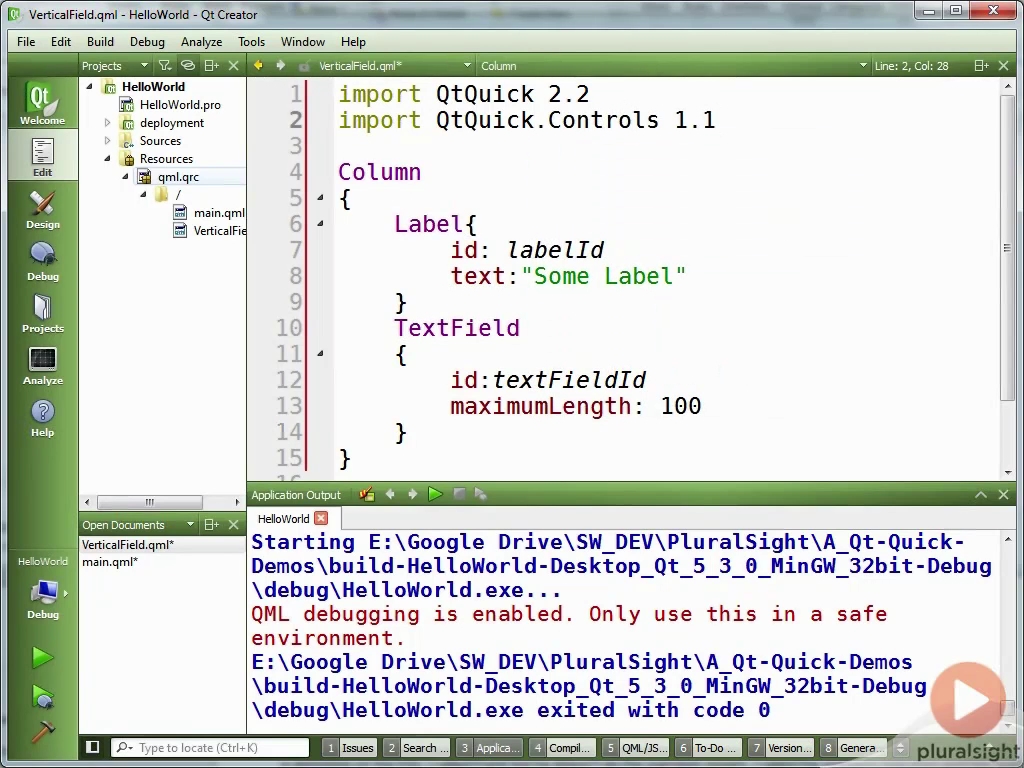 VerticalField.qml - HelloWorld - Qt Creator
File Edit Build Debug Analyze Tools Window Help
Projects
VerticalField.qml*
Column
Line: 2, Col: 28
Welcome
Edit
Design
Debug
Projects
Analyze
Help
HelloWorld
Debug
HelloWorld
HelloWorld.pro
deployment
Sources
Resources
qml.qrc
/
main.qml
VerticalFie
1 import QtQuick 2.2
2 import QtQuick.Controls 1.1
3
4 Column
5 {
6 Label{
7 id: labelId
8 text:"Some Label"
9 }
10 TextField
11 {
12 id:textFieldId
13 maximumLength: 100
14 }
15 }
Open Documents
VerticalField.qml*
main.qml*
Application Output
HelloWorld
Starting E:\Google Drive\SW_DEV\PluralSight\A_Qt-Quick-
Demos\build-HelloWorld-Desktop_Qt_5_3_0_MinGW_32bit-Debug
\debug\HelloWorld.exe...
QML debugging is enabled. Only use this in a safe
environment.
E:\Google Drive\SW_DEV\PluralSight\A_Qt-Quick-Demos
\build-HelloWorld-Desktop_Qt_5_3_0_MinGW_32bit-Debug
\debug\HelloWorld.exe exited with code 0
Type to locate (Ctrl+K)
1 Issues
2 Search ...
3 Applica...
4 Compil...
5 QML/JS...
6 To-Do ...
7 Version...
8 Genera...
pluralsight